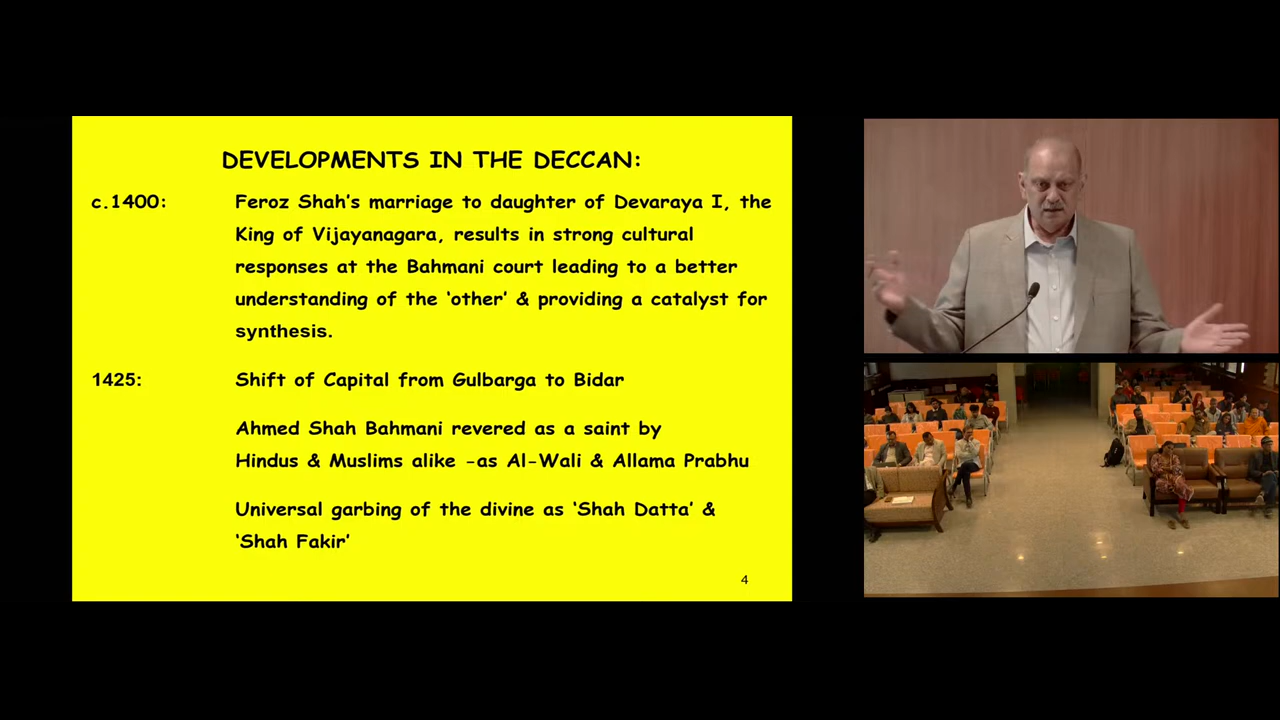 DEVELOPMENTS IN THE DECCAN:
c.1400: Feroz Shah's marriage to daughter of Devaraya I, the
King of Vijayanagara, results in strong cultural
responses at the Bahmani court leading to a better
understanding of the 'other' & providing a catalyst for
synthesis.
1425: Shift of Capital from Gulbarga to Bidar
Ahmed Shah Bahmani revered as a saint by
Hindus & Muslims alike -as Al-Wali & Allama Prabhu
Universal garbing of the divine as 'Shah Datta' &
'Shah Fakir'
4